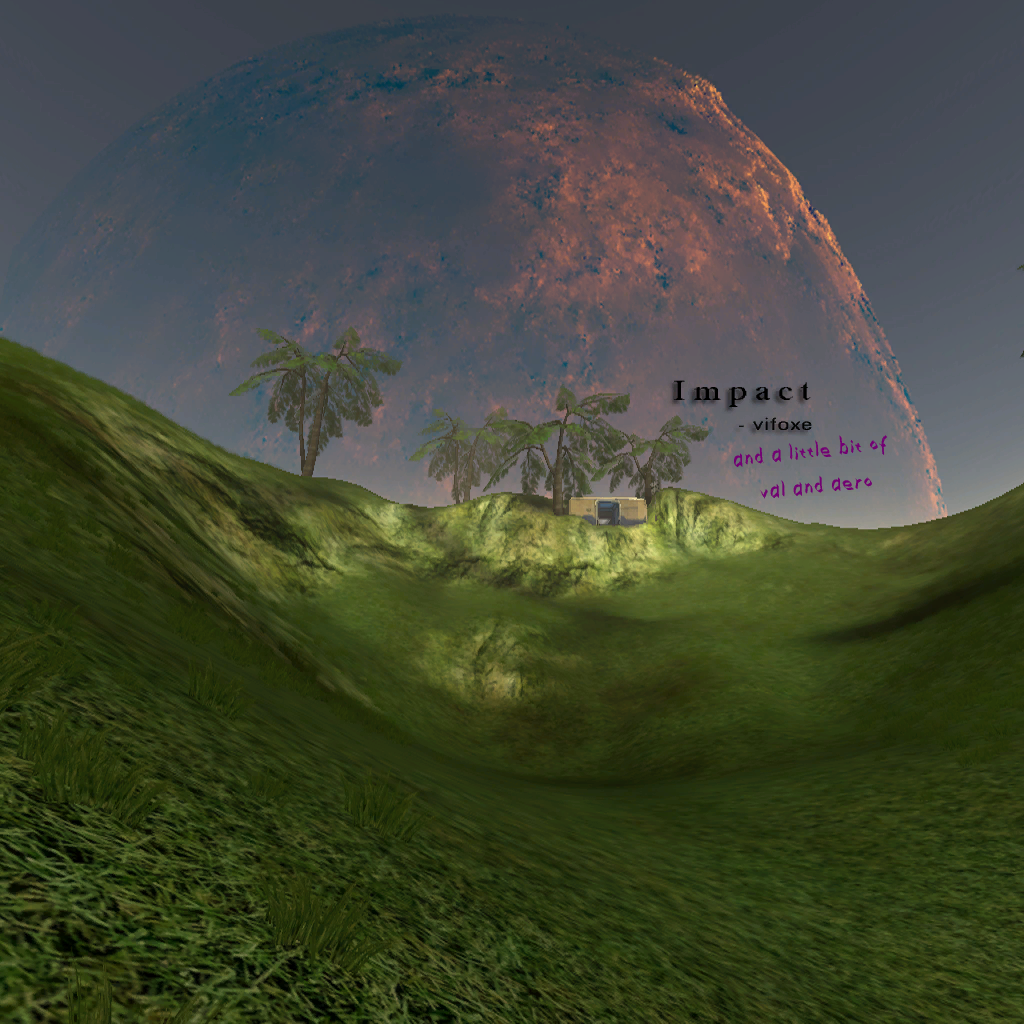 Impact
- vifoxe
and a little bit of
val and aero